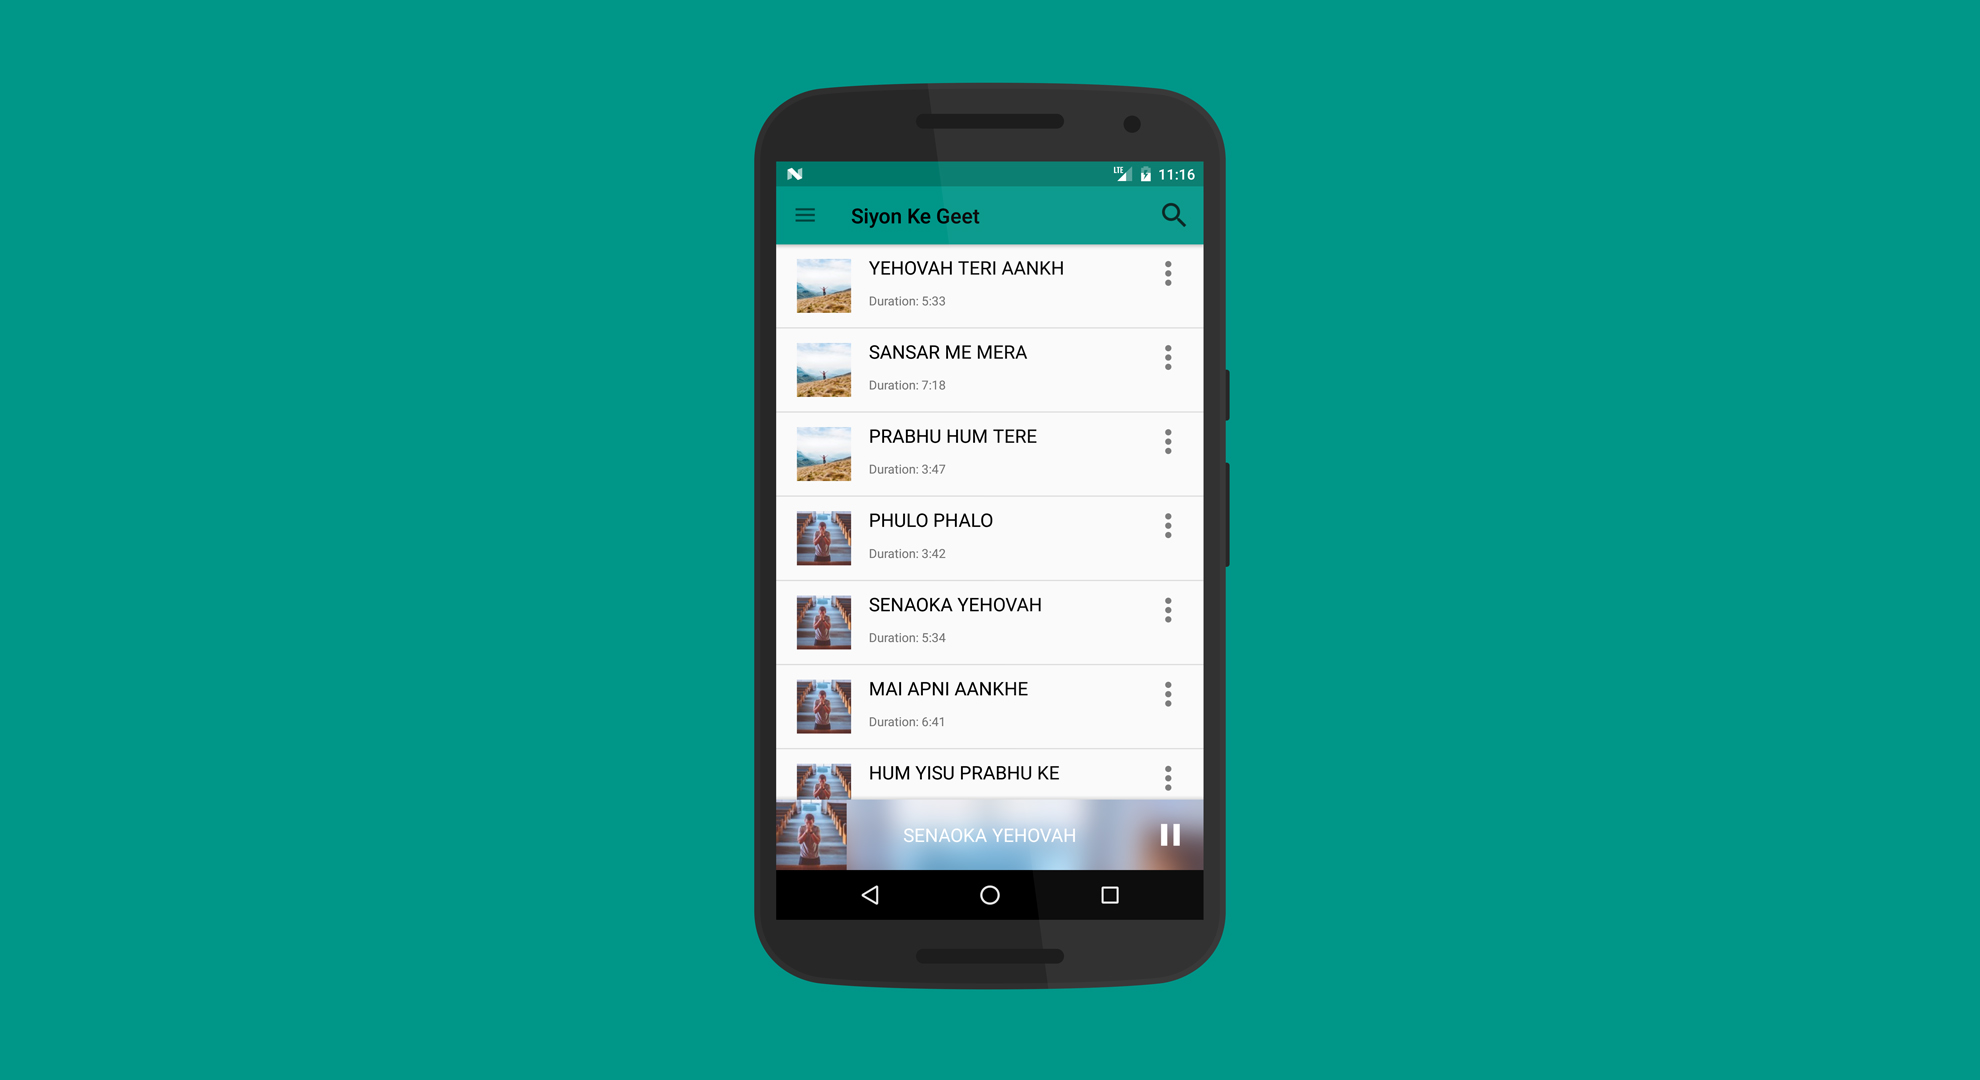 LTE 11:16
Siyon Ke Geet
YEHOVAH TERI AANKH
Duration: 5:33
SANSAR ME MERA
Duration: 7:18
PRABHU HUM TERE
Duration: 3:47
PHULO PHALO
Duration: 3:42
SENAOKA YEHOVAH
Duration: 5:34
MAI APNI AANKHE
Duration: 6:41
HUM YISU PRABHU KE
SENAOKA YEHOVAH